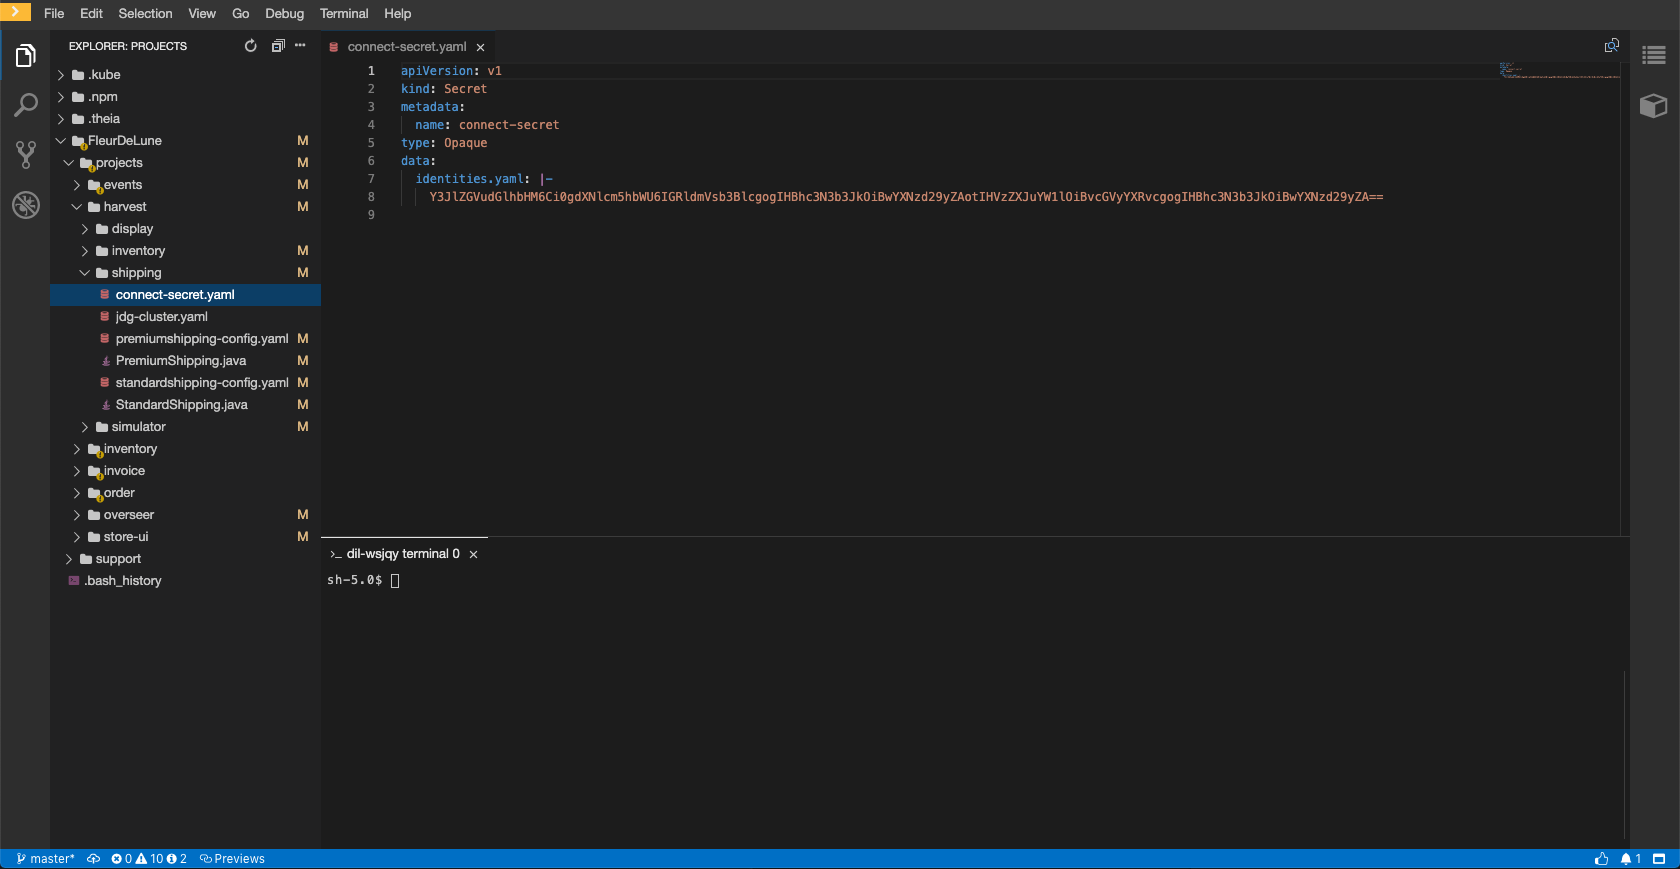 File Edit Selection View Go Debug Terminal Help
EXPLORER: PROJECTS
.kube
.npm
.theia
FleurDeLune M
projects M
events M
harvest M
display
inventory M
shipping M
connect-secret.yaml
jdg-cluster.yaml
premiumshipping-config.yaml M
PremiumShipping.java M
standardshipping-config.yaml M
StandardShipping.java M
simulator M
inventory
invoice
order
overseer M
store-ui M
support
.bash_history
connect-secret.yaml
1 apiVersion: v1
2 kind: Secret
3 metadata:
4 name: connect-secret
5 type: Opaque
6 data:
7 identities.yaml: |-
8 Y3JlZGVudGlhbHM6Ci0gdXNlcm5hbWU6IGRldmVsb3BlcgogIHBhc3N3b3JkOiBwYXNzd29yZAotIHVzZXJuYW1lOiBvcGVyYXRvcgogIHBhc3N3b3JkOiBwYXNzd29yZA==
9
>_ dil-wsjqy terminal 0
sh-5.0$
master* 0 10 2 Previews 1